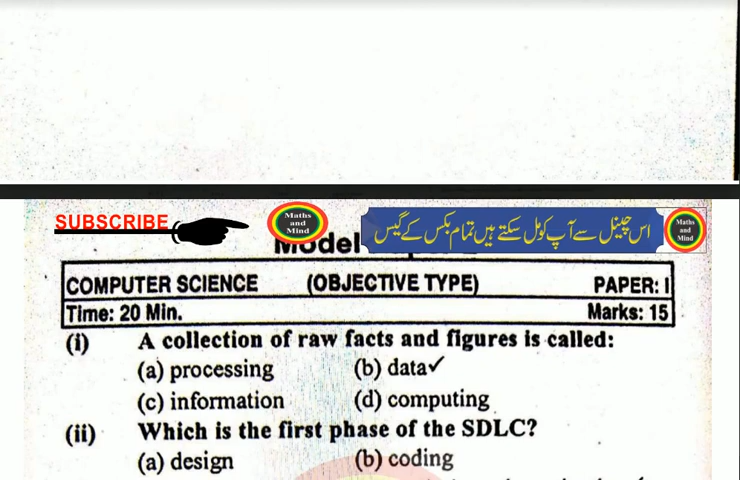 SUBSCRIBE
Maths
and
Mind
اس چینل سے آپ کو مل سکتے ہیں تمام بکس کے گیس
Maths
and
Mind
Model
COMPUTER SCIENCE (OBJECTIVE TYPE) PAPER: I
Time: 20 Min. Marks: 15
(i) A collection of raw facts and figures is called:
(a) processing (b) data✓
(c) information (d) computing
(ii) Which is the first phase of the SDLC?
(a) design (b) coding